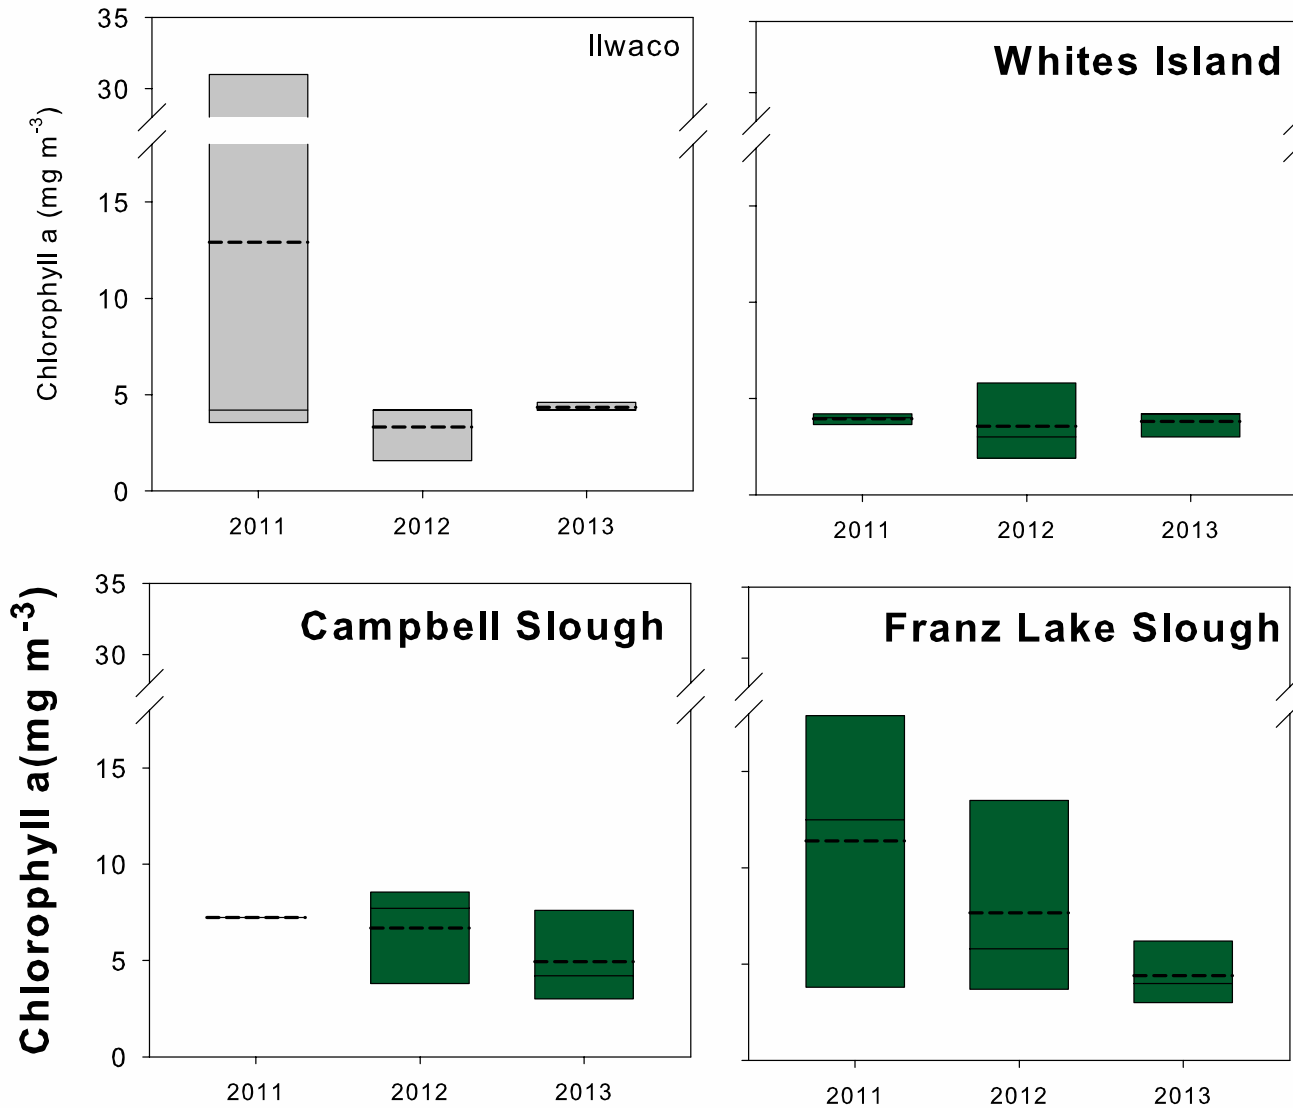 35
Ilwaco
30
15
10
5
0
Chlorophyll a (mg m-3)
2011 2012 2013
Whites Island
2011 2012 2013
35
Campbell Slough
30
15
10
5
0
Chlorophyll a(mg m-3)
2011 2012 2013
Franz Lake Slough
2011 2012 2013